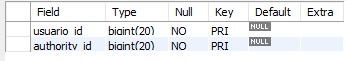 Field Type Null Key Default Extra
usuario_id bigint(20) NO PRI NULL
authority_id bigint(20) NO PRI NULL